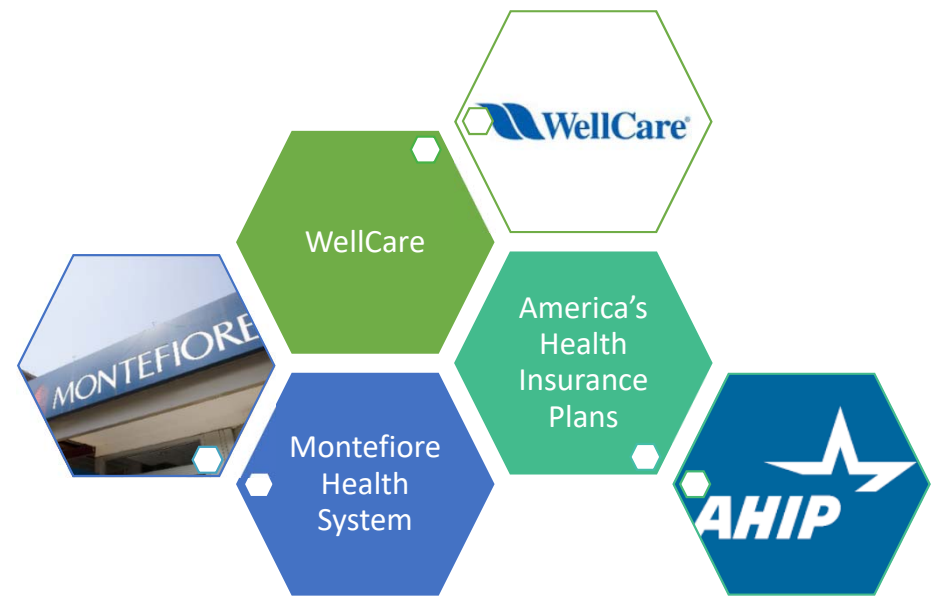 WellCare®
WellCare
America’s
Health
Insurance
Plans
MONTEFIORE
Montefiore
Health
System
AHIP